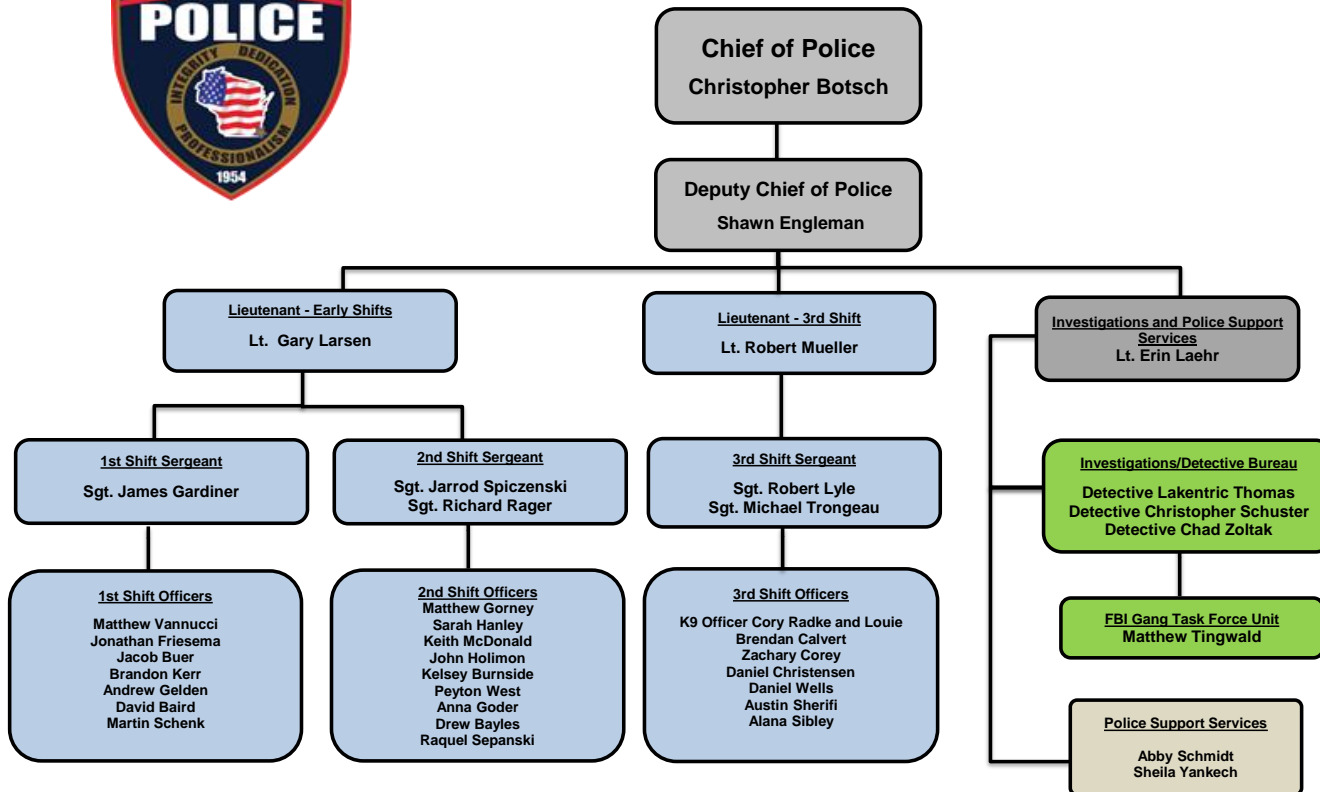 POLICE
INTEGRITY DEDICATION
PROFESSIONALISM
1954
Chief of Police
Christopher Botsch
Deputy Chief of Police
Shawn Engleman
Lieutenant - Early Shifts
Lt. Gary Larsen
Lieutenant - 3rd Shift
Lt. Robert Mueller
Investigations and Police Support
Services
Lt. Erin Laehr
1st Shift Sergeant
Sgt. James Gardiner
2nd Shift Sergeant
Sgt. Jarrod Spiczenski
Sgt. Richard Rager
3rd Shift Sergeant
Sgt. Robert Lyle
Sgt. Michael Trongeau
Investigations/Detective Bureau
Detective Lakentric Thomas
Detective Christopher Schuster
Detective Chad Zoltak
1st Shift Officers
Matthew Vannucci
Jonathan Friesema
Jacob Buer
Brandon Kerr
Andrew Gelden
David Baird
Martin Schenk
2nd Shift Officers
Matthew Gorney
Sarah Hanley
Keith McDonald
John Holimon
Kelsey Burnside
Peyton West
Anna Goder
Drew Bayles
Raquel Sepanski
3rd Shift Officers
K9 Officer Cory Radke and Louie
Brendan Calvert
Zachary Corey
Daniel Christensen
Daniel Wells
Austin Sherifi
Alana Sibley
FBI Gang Task Force Unit
Matthew Tingwald
Police Support Services
Abby Schmidt
Sheila Yankech